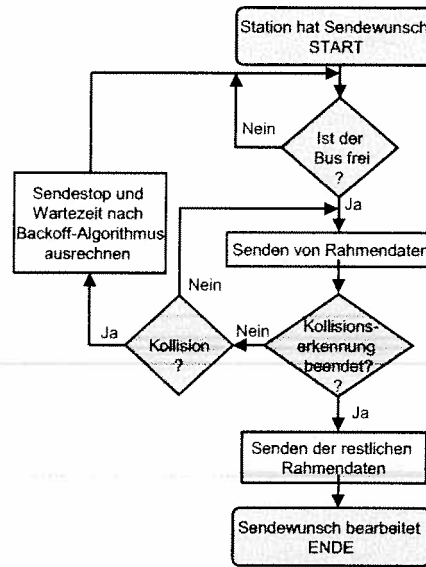 Station hat Sendewunsch
START
Nein
Ist der
Bus frei
?
Ja
Sendestop und
Wartezeit nach
Backoff-Algorithmus
ausrechnen
Senden von Rahmendaten
Nein
Ja
Kollision
?
Nein
Kollisions-
erkennung
beendet?
?
Ja
Senden der restlichen
Rahmendaten
Sendewunsch bearbeitet
ENDE